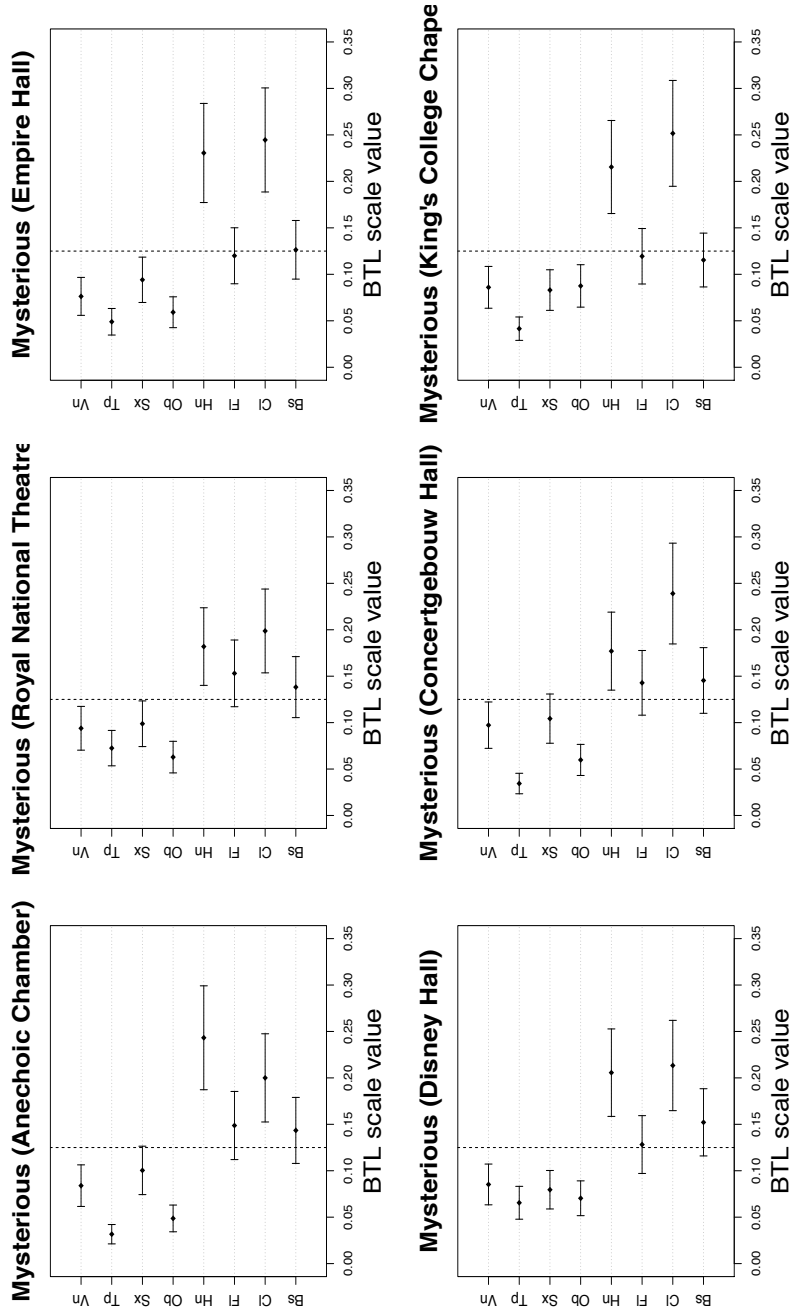 Mysterious (Anechoic Chamber)
Vn
Tp
Sx
Ob
Hn
Fl
Cl
Bs
0.00 0.05 0.10 0.15 0.20 0.25 0.30 0.35
BTL scale value
Mysterious (Royal National Theatre
Vn
Tp
Sx
Ob
Hn
Fl
Cl
Bs
0.00 0.05 0.10 0.15 0.20 0.25 0.30 0.35
BTL scale value
Mysterious (Empire Hall)
Vn
Tp
Sx
Ob
Hn
Fl
Cl
Bs
0.00 0.05 0.10 0.15 0.20 0.25 0.30 0.35
BTL scale value
Mysterious (Disney Hall)
Vn
Tp
Sx
Ob
Hn
Fl
Cl
Bs
0.00 0.05 0.10 0.15 0.20 0.25 0.30 0.35
BTL scale value
Mysterious (Concertgebouw Hall)
Vn
Tp
Sx
Ob
Hn
Fl
Cl
Bs
0.00 0.05 0.10 0.15 0.20 0.25 0.30 0.35
BTL scale value
Mysterious (King's College Chape
Vn
Tp
Sx
Ob
Hn
Fl
Cl
Bs
0.00 0.05 0.10 0.15 0.20 0.25 0.30 0.35
BTL scale value